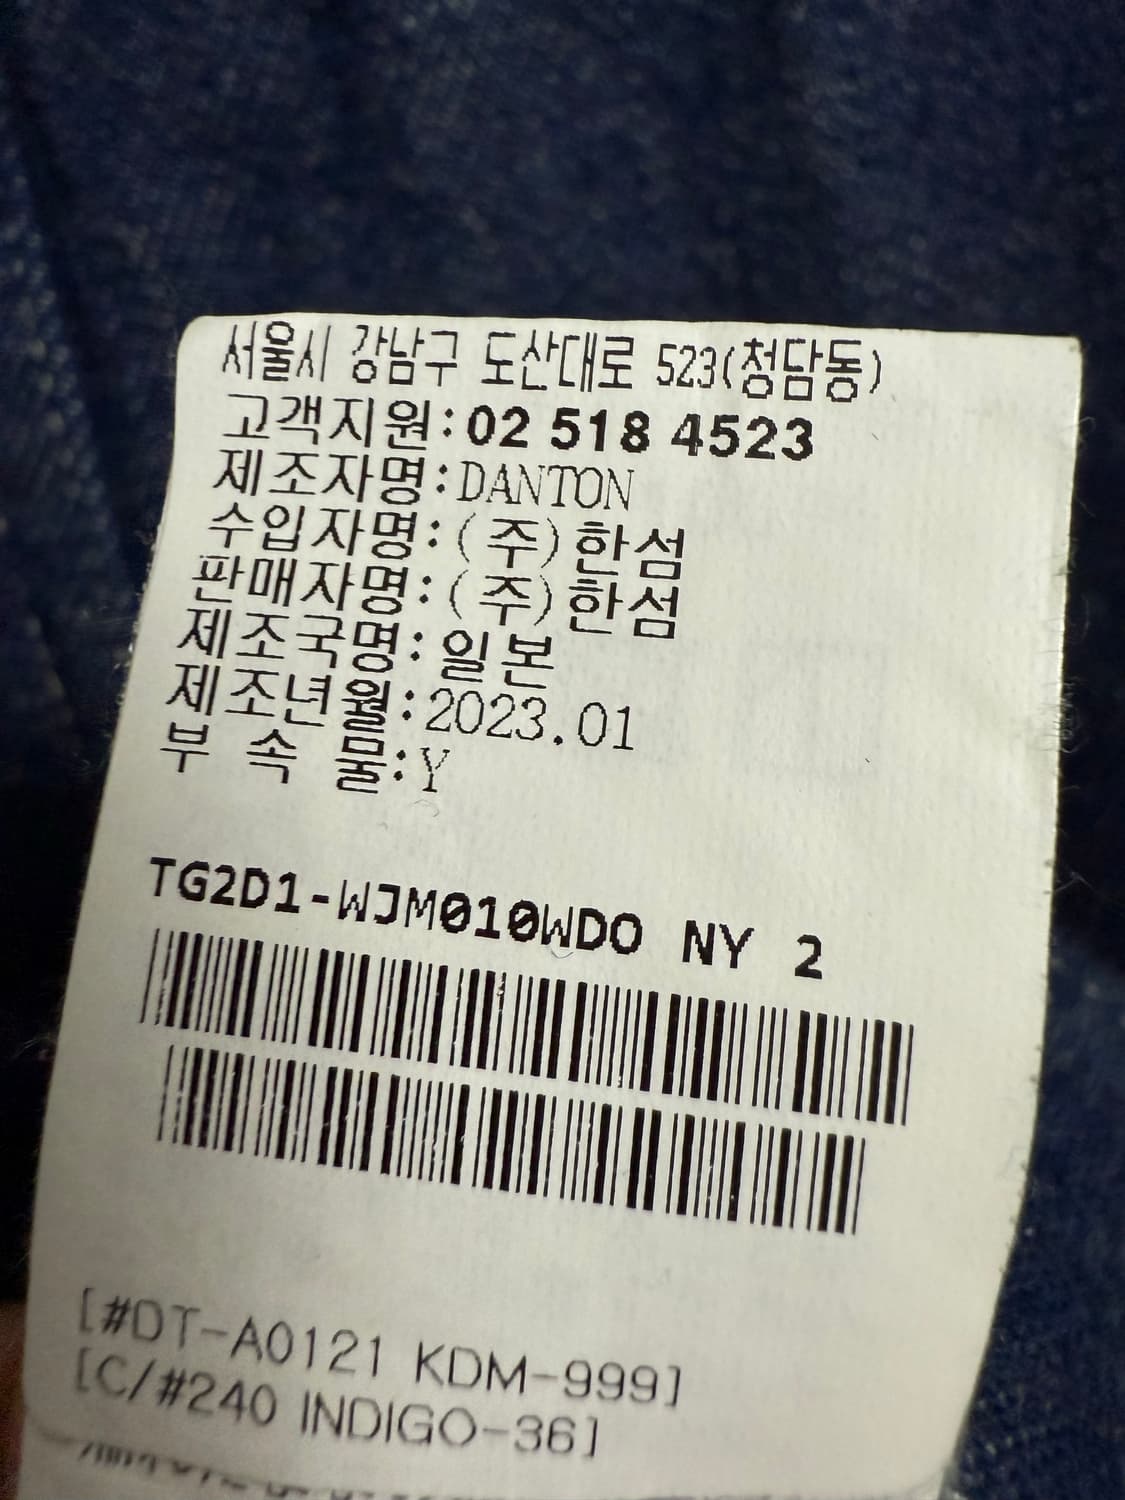 서울시 강남구 도산대로 523(청담동)
고객지원:02 518 4523
제조자명:DANTON
수입자명:(주)한섬
판매자명:(주)한섬
제조국명:일본
제조년월:2023.01
부 속 물:Y
TG2D1-WJM010WDO NY 2
[#DT-A0121 KDM-999]
[C/#240 INDIGO-36]